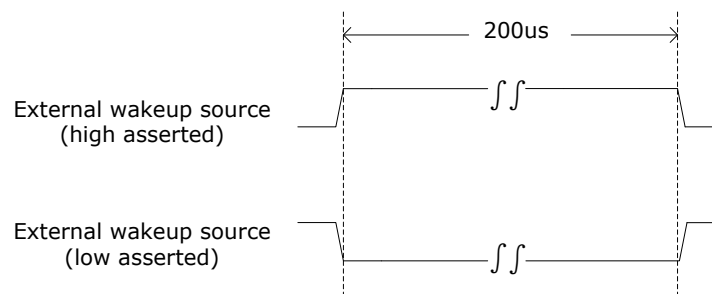 200us
External wakeup source
(high asserted)
External wakeup source
(low asserted)